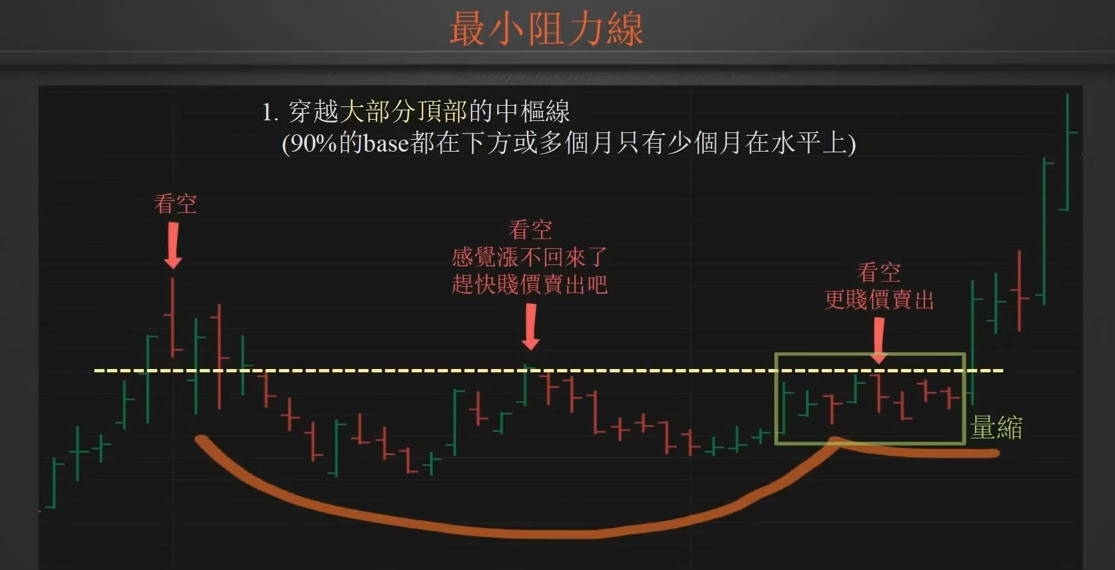 最小阻力線
1. 穿越大部分頂部的中樞線
(90%的base都在下方或多個月只有少個月在水平上)
看空
看空
感覺漲不回來了
趕快賤價賣出吧
看空
更賤價賣出
量縮